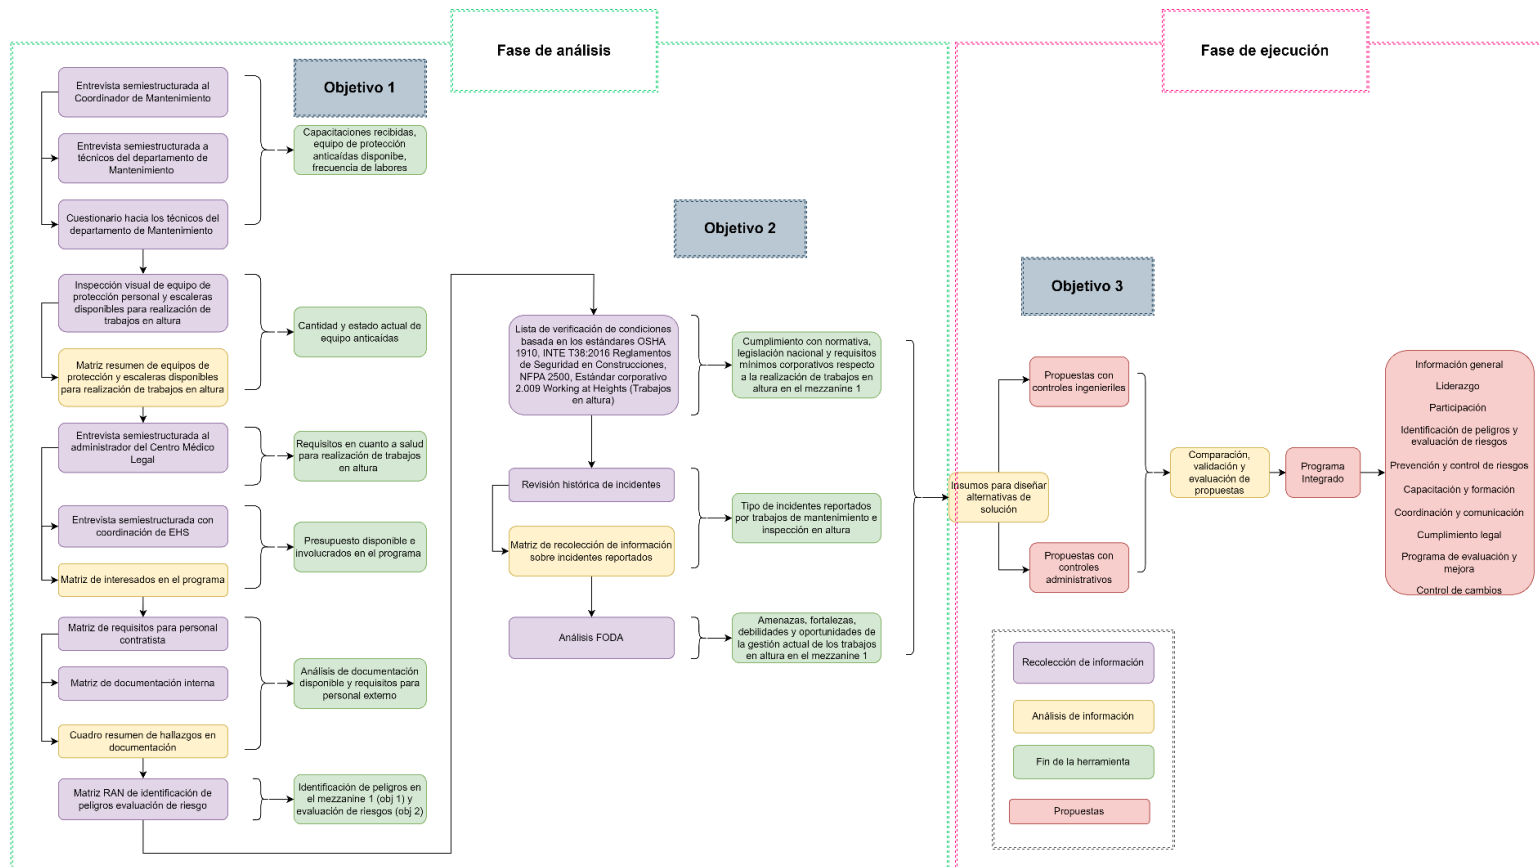 Fase de análisis
Fase de ejecución
Objetivo 1
Entrevista semiestructurada al
Coordinador de Mantenimiento
Entrevista semiestructurada a
técnicos del departamento de
Mantenimiento
Cuestionario hacia los técnicos del
departamento de Mantenimiento
Capacitaciones recibidas,
equipo de protección
anticaídas disponibe,
frecuencia de labores
Inspección visual de equipo de
protección personal y escaleras
disponibles para realización de
trabajos en altura
Matriz resumen de equipos de
protección y escaleras disponibles
para realización de trabajos en altura
Cantidad y estado actual de
equipo anticaídas
Entrevista semiestructurada al
administrador del Centro Médico
Legal
Requisitos en cuanto a salud
para realización de trabajos
en altura
Entrevista semiestructurada con
coordinación de EHS
Matriz de interesados en el programa
Presupuesto disponible e
involucrados en el programa
Matriz de requisitos para personal
contratista
Matriz de documentación interna
Cuadro resumen de hallazgos en
documentación
Análisis de documentación
disponible y requisitos para
personal externo
Matriz RAN de identificación de
peligros evaluación de riesgo
Identificación de peligros en
el mezzanine 1 (obj 1) y
evaluación de riesgos (obj 2)
Objetivo 2
Lista de verificación de condiciones
basada en los estándares OSHA
1910, INTE T38:2016 Reglamentos
de Seguridad en Construcciones,
NFPA 2500, Estándar corporativo
2.009 Working at Heights (Trabajos
en altura)
Cumplimiento con normativa,
legislación nacional y requisitos
mínimos corporativos respecto
a la realización de trabajos en
altura en el mezzanine 1
Revisión histórica de incidentes
Matriz de recolección de información
sobre incidentes reportados
Tipo de incidentes reportados
por trabajos de mantenimiento e
inspección en altura
Análisis FODA
Amenazas, fortalezas,
debilidades y oportunidades de
la gestión actual de los trabajos
en altura en el mezzanine 1
Objetivo 3
Insumos para diseñar
alternativas de
solución
Propuestas con
controles ingenieriles
Propuestas con
controles
administrativos
Comparación,
validación y
evaluación de
propuestas
Programa
Integrado
Información general
Liderazgo
Participación
Identificación de peligros y
evaluación de riesgos
Prevención y control de riesgos
Capacitación y formación
Coordinación y comunicación
Cumplimiento legal
Programa de evaluación y
mejora
Control de cambios
Recolección de información
Análisis de información
Fin de la herramienta
Propuestas